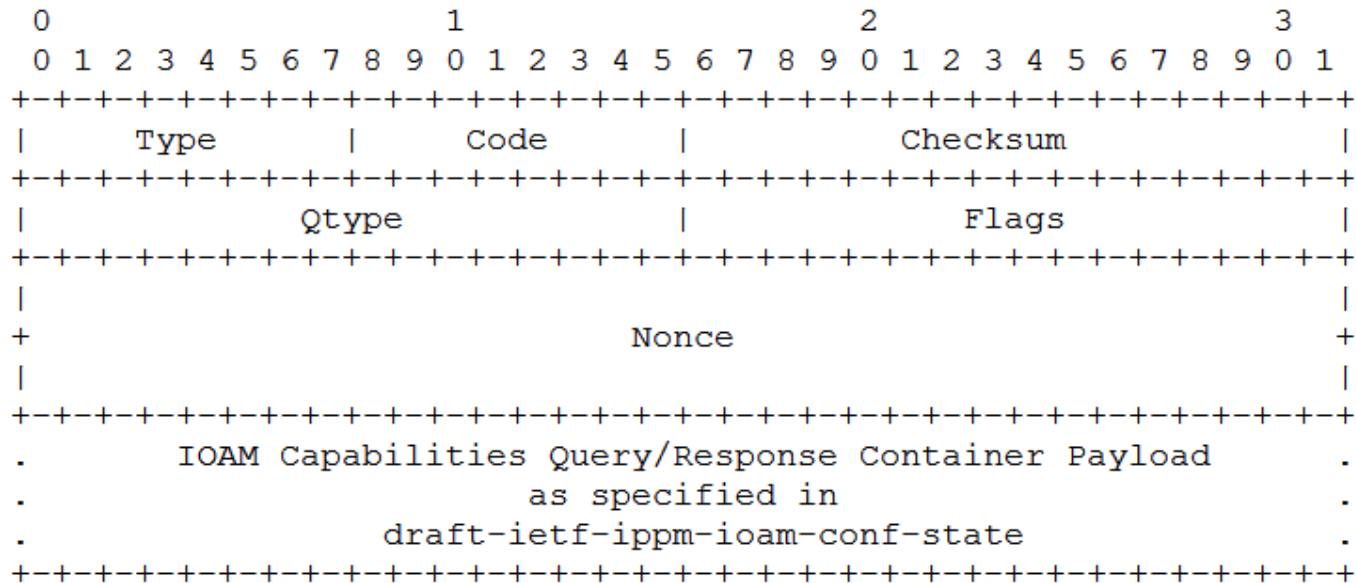 0                   1                   2                   3
 0 1 2 3 4 5 6 7 8 9 0 1 2 3 4 5 6 7 8 9 0 1 2 3 4 5 6 7 8 9 0 1
+-+-+-+-+-+-+-+-+-+-+-+-+-+-+-+-+-+-+-+-+-+-+-+-+-+-+-+-+-+-+-+-+
|     Type      |     Code      |          Checksum             |
+-+-+-+-+-+-+-+-+-+-+-+-+-+-+-+-+-+-+-+-+-+-+-+-+-+-+-+-+-+-+-+-+
|             Qtype             |             Flags             |
+-+-+-+-+-+-+-+-+-+-+-+-+-+-+-+-+-+-+-+-+-+-+-+-+-+-+-+-+-+-+-+-+
|                                                               |
+                             Nonce                             +
|                                                               |
+-+-+-+-+-+-+-+-+-+-+-+-+-+-+-+-+-+-+-+-+-+-+-+-+-+-+-+-+-+-+-+-+
.       IOAM Capabilities Query/Response Container Payload      .
.                        as specified in                        .
.                 draft-ietf-ippm-ioam-conf-state               .
+-+-+-+-+-+-+-+-+-+-+-+-+-+-+-+-+-+-+-+-+-+-+-+-+-+-+-+-+-+-+-+-+